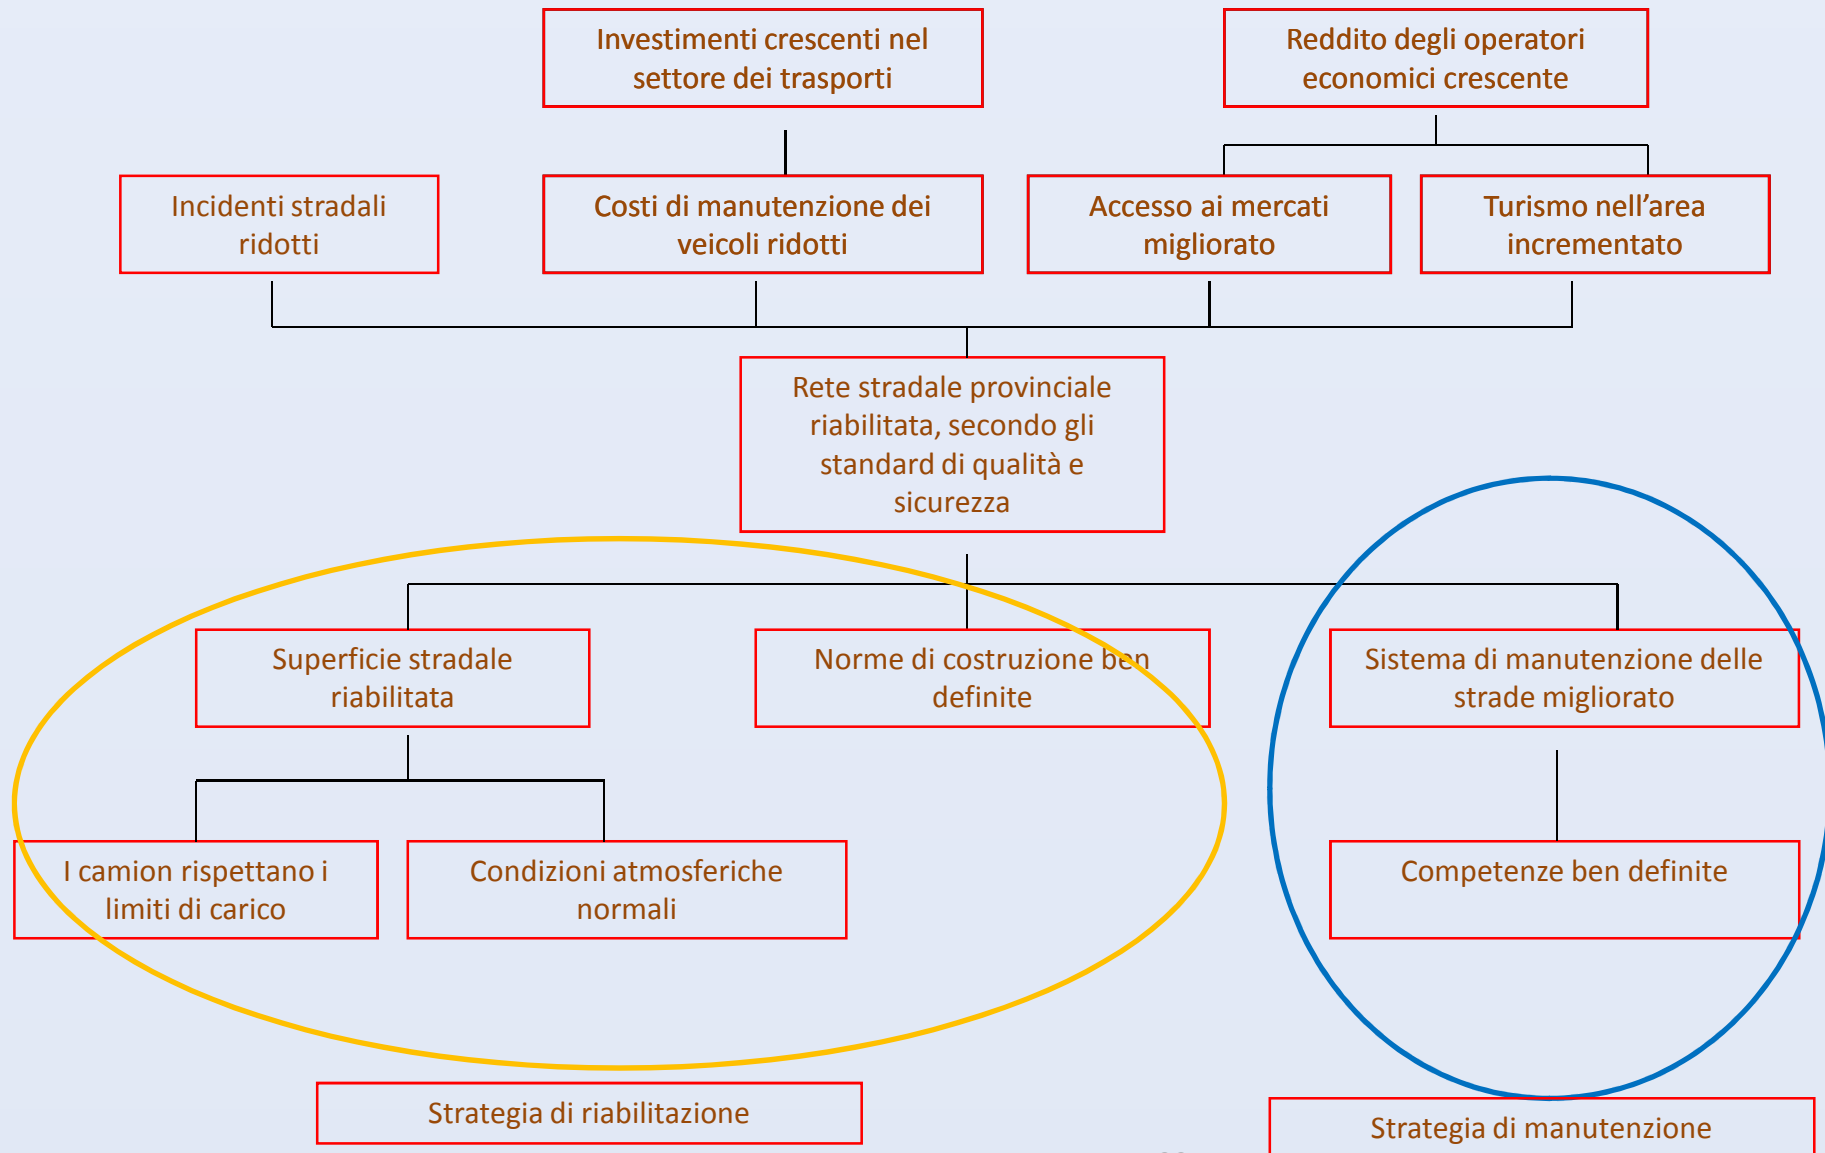 Investimenti crescenti nel
settore dei trasporti
Reddito degli operatori
economici crescente
Incidenti stradali
ridotti
Costi di manutenzione dei
veicoli ridotti
Accesso ai mercati
migliorato
Turismo nell’area
incrementato
Rete stradale provinciale
riabilitata, secondo gli
standard di qualità e
sicurezza
Superficie stradale
riabilitata
Norme di costruzione ben
definite
Sistema di manutenzione delle
strade migliorato
I camion rispettano i
limiti di carico
Condizioni atmosferiche
normali
Competenze ben definite
Strategia di riabilitazione
Strategia di manutenzione